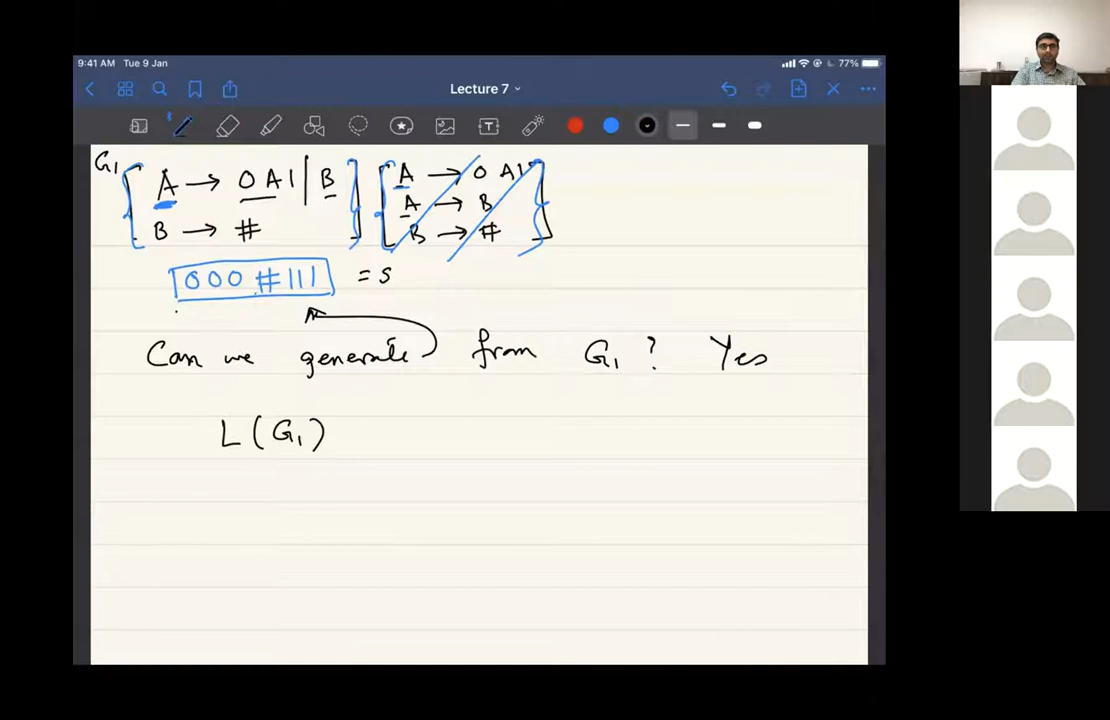 9:41 AM Tue 9 Jan 77%
Lecture 7
G1 A → 0A1 | B A → 0A1
A → B
B → # B → #
000#111 = s
Can we generate from G1 ? Yes
L(G1)